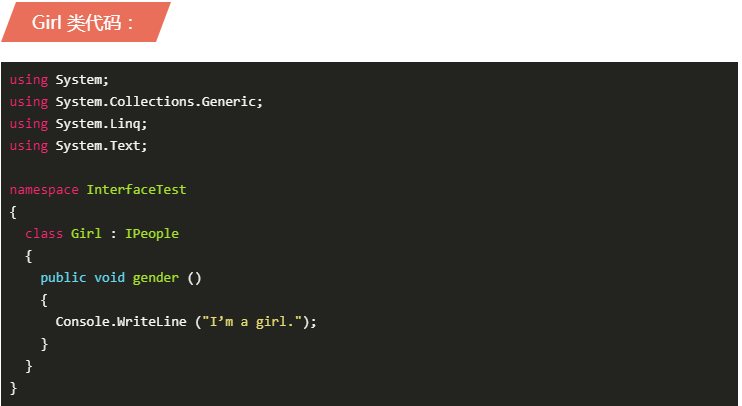 Girl 类代码：
using System;
using System.Collections.Generic;
using System.Linq;
using System.Text;
namespace InterfaceTest
{
  class Girl : IPeople
  {
    public void gender ()
    {
      Console.WriteLine ("I’m a girl.");
    }
  }
}